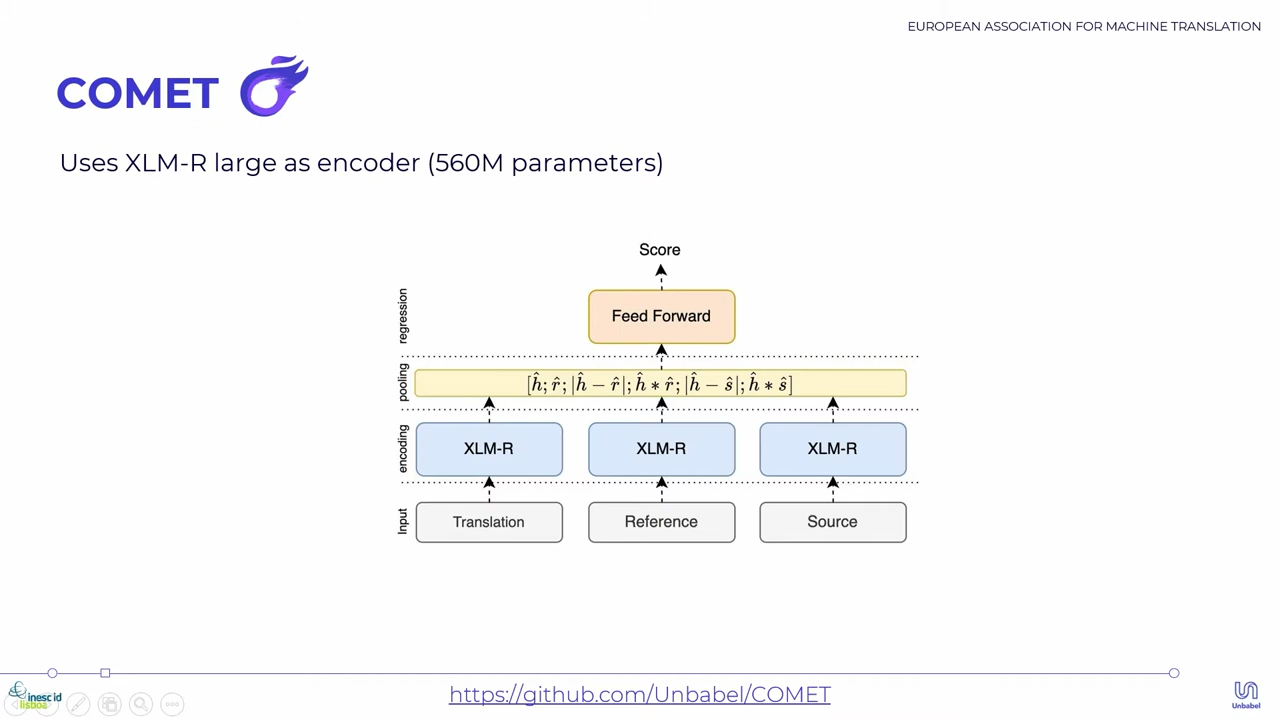 EUROPEAN ASSOCIATION FOR MACHINE TRANSLATION
COMET
Uses XLM-R large as encoder (560M parameters)
Score
regression
Feed Forward
pooling
[ĥ; r̂; |ĥ − r̂|; ĥ ∗ r̂; |ĥ − ŝ|; ĥ ∗ ŝ]
encoding
XLM-R XLM-R XLM-R
Input
Translation Reference Source
inesc id
lisboa
https://github.com/Unbabel/COMET
Unbabel